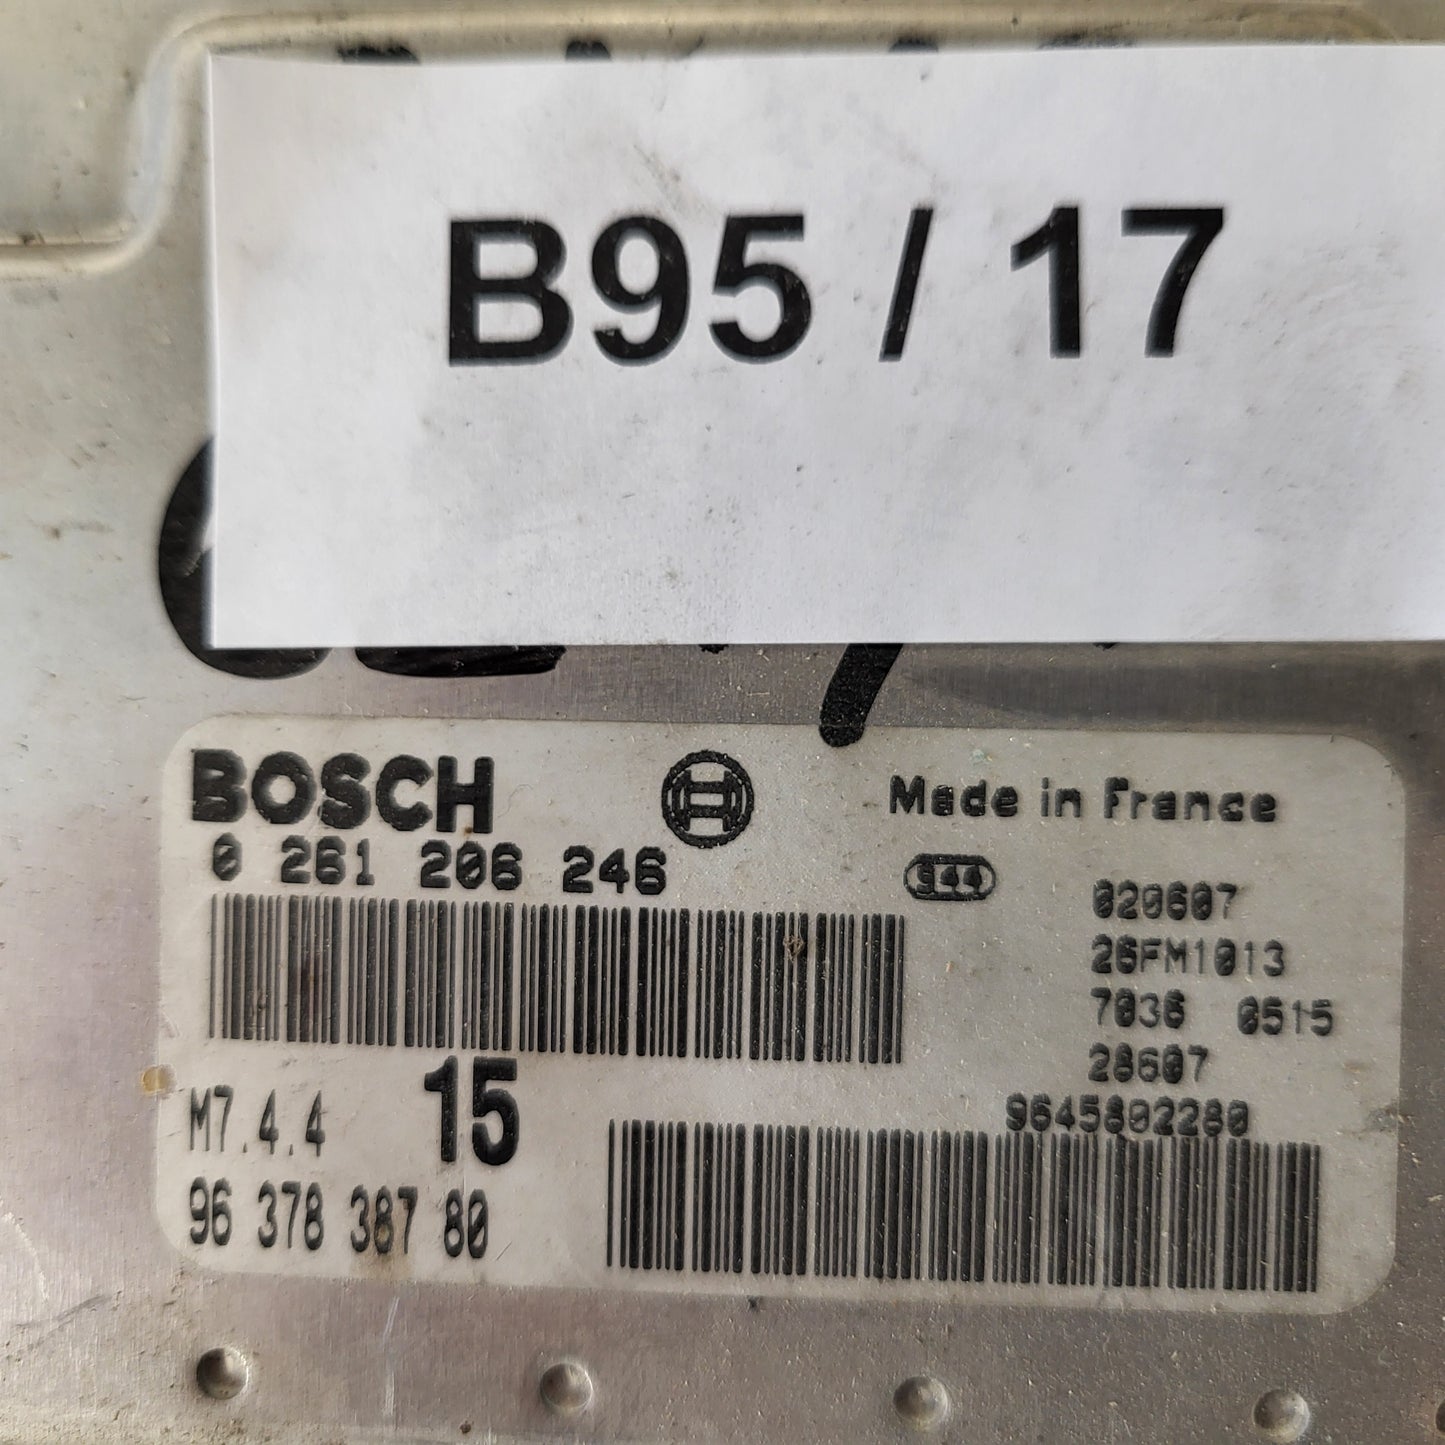 B95 / 17
BOSCH
Made in France
0 261 206 246
944
020607
26FM1013
7036 0515
28607
M7.4.4
15
9645802280
96 378 387 80